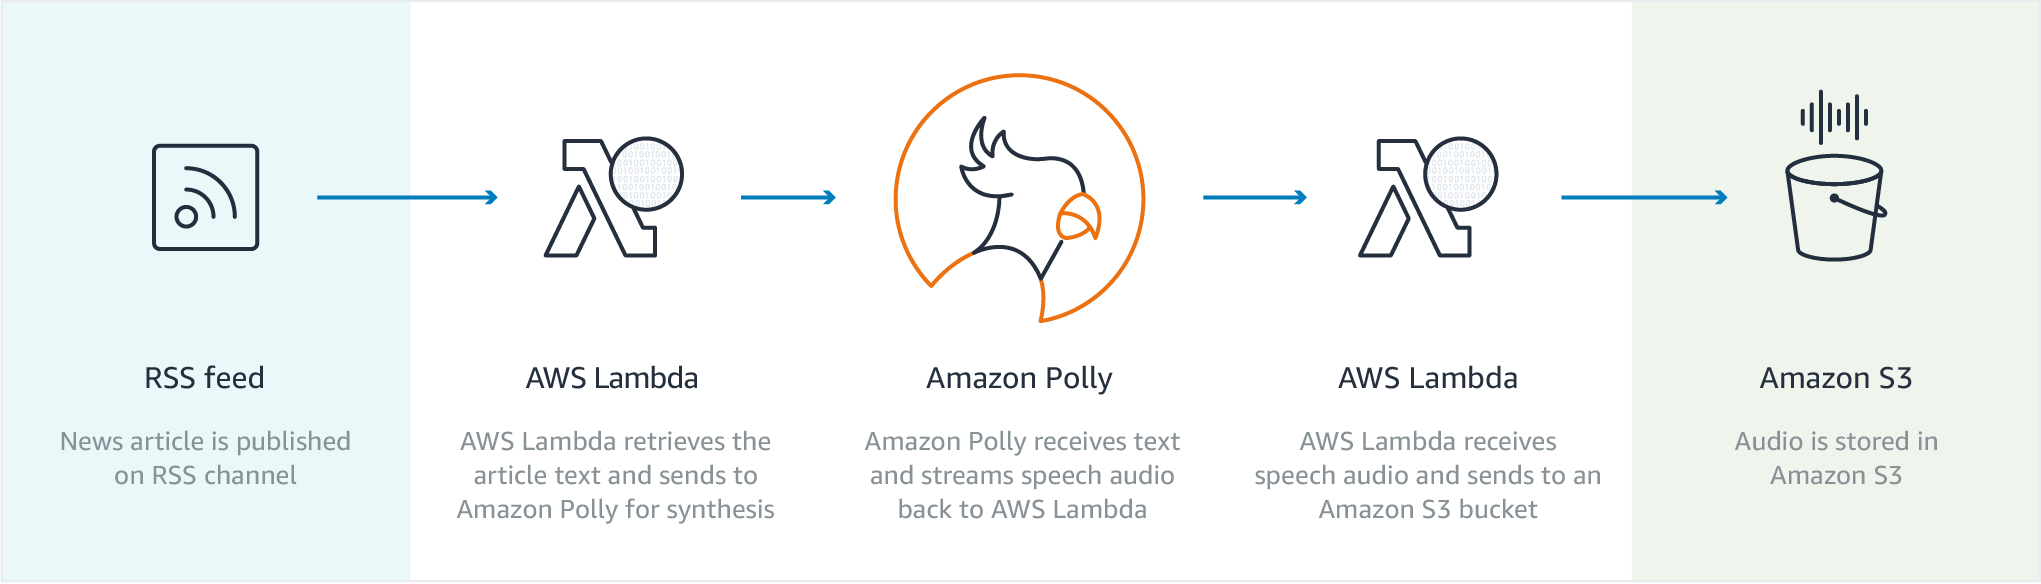 RSS feed
News article is published
on RSS channel
AWS Lambda
AWS Lambda retrieves the
article text and sends to
Amazon Polly for synthesis
Amazon Polly
Amazon Polly receives text
and streams speech audio
back to AWS Lambda
AWS Lambda
AWS Lambda receives
speech audio and sends to an
Amazon S3 bucket
Amazon S3
Audio is stored in
Amazon S3